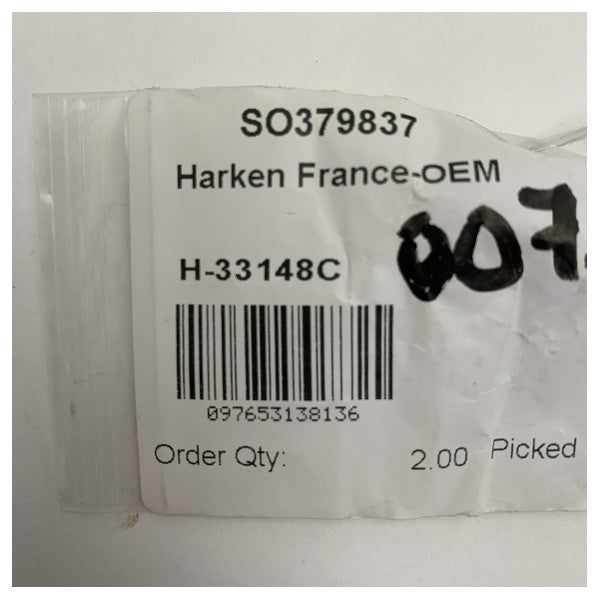 SO379837
Harken France-OEM
007.
H-33148C
097653138136
Order Qty: 2.00 Picked